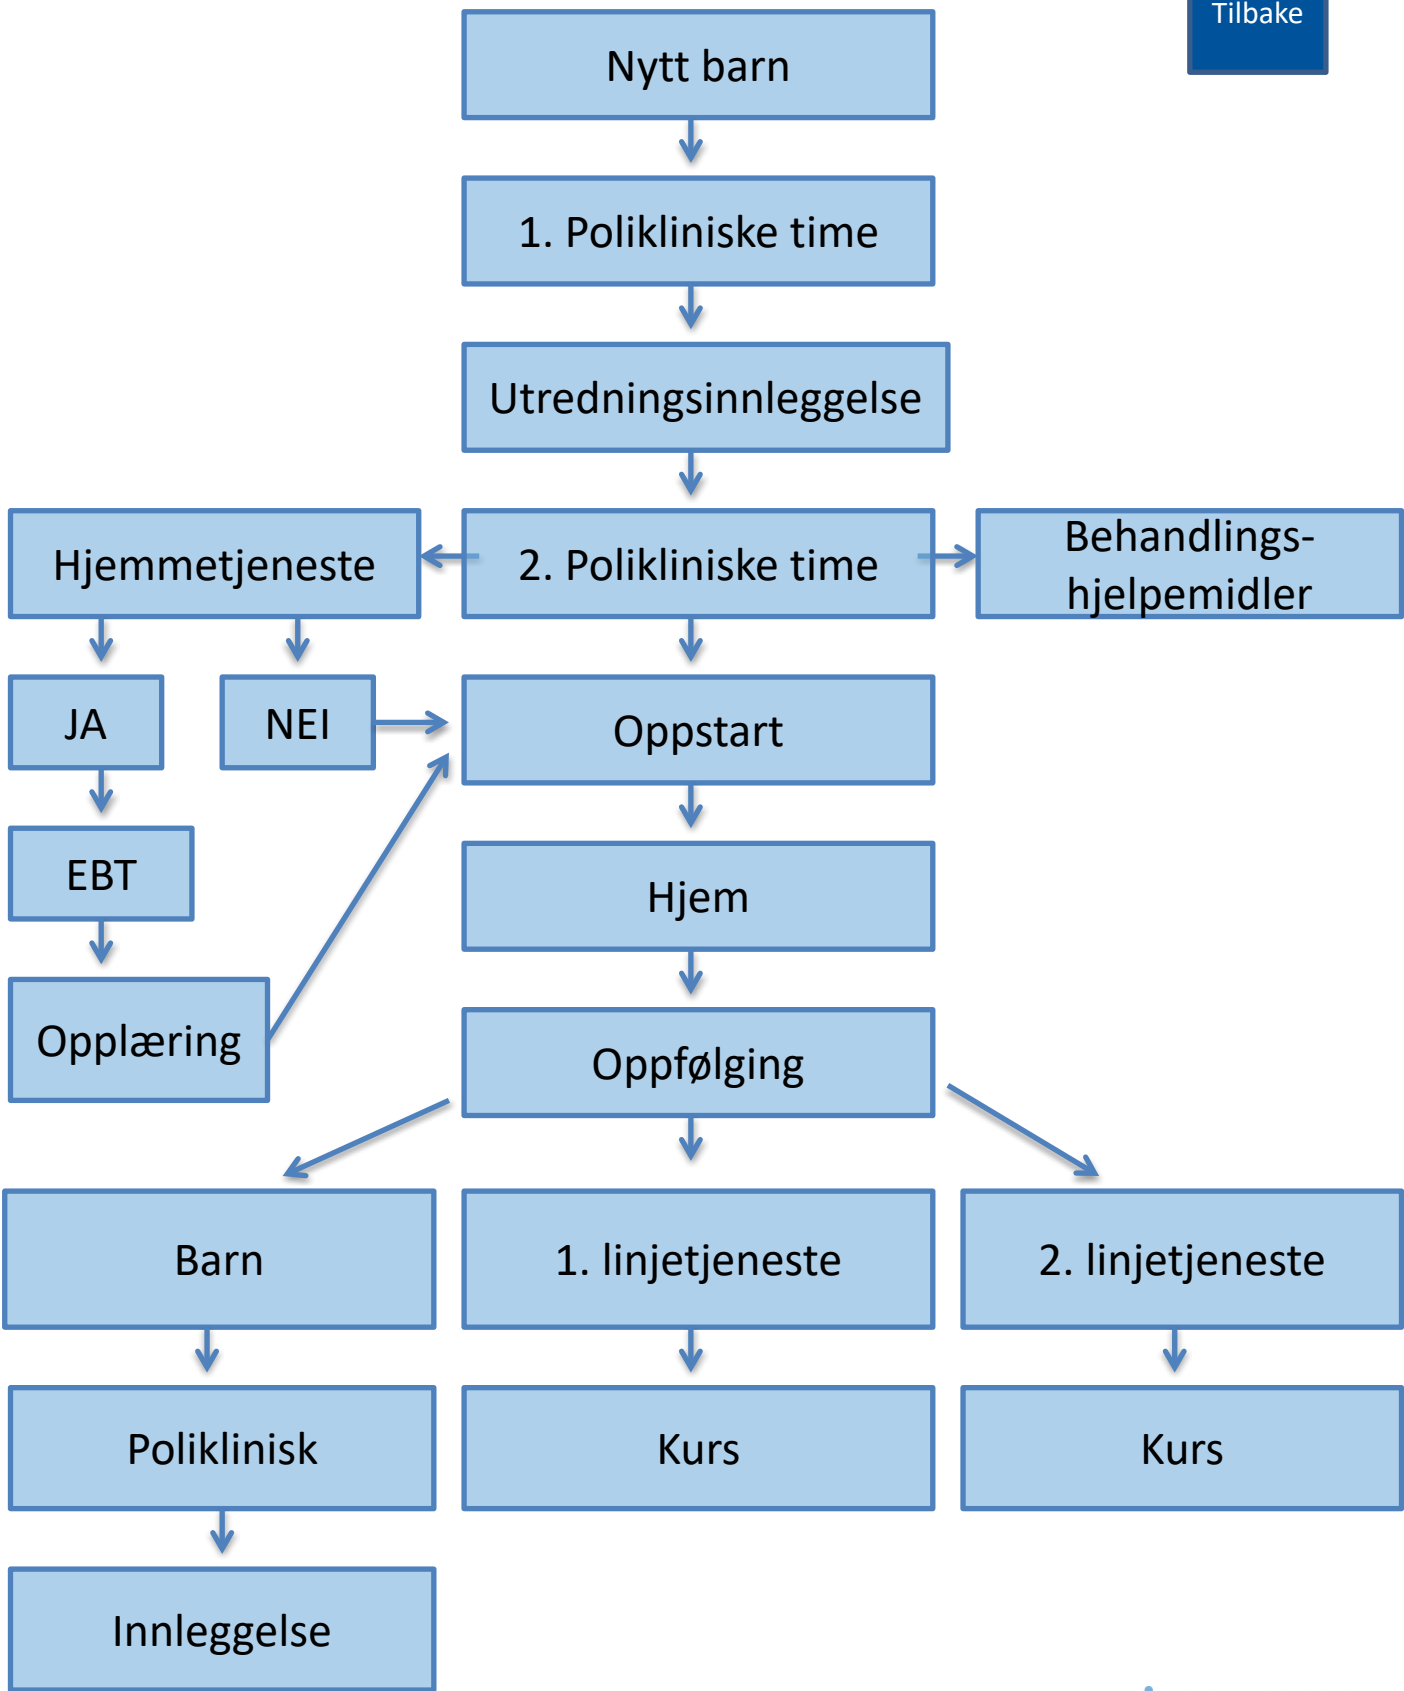 Tilbake
Nytt barn
1. Polikliniske time
Utredningsinnleggelse
Hjemmetjeneste
2. Polikliniske time
Behandlings-
hjelpemidler
JA
NEI
Oppstart
EBT
Hjem
Opplæring
Oppfølging
Barn
1. linjetjeneste
2. linjetjeneste
Poliklinisk
Kurs
Kurs
Innleggelse